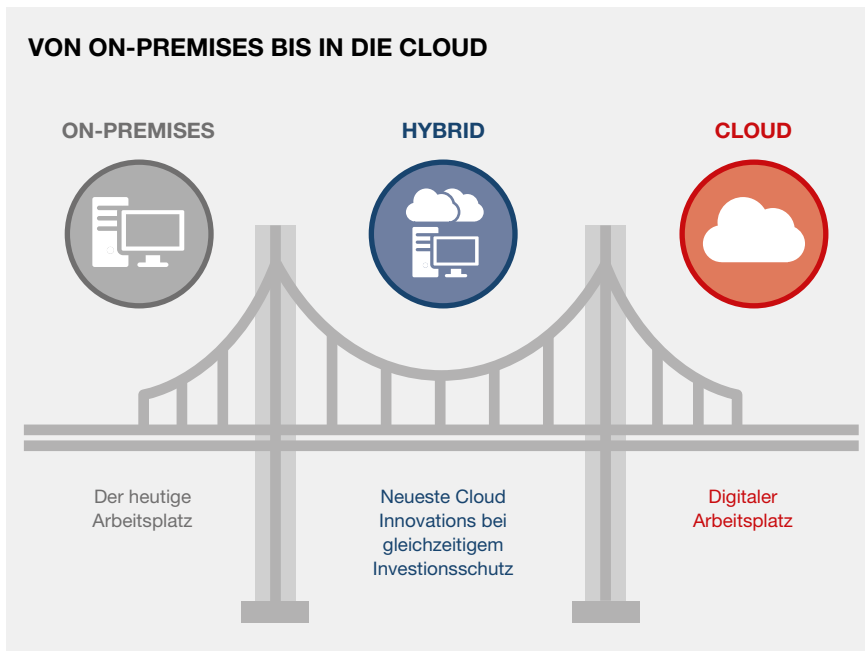 VON ON-PREMISES BIS IN DIE CLOUD
ON-PREMISES
HYBRID
CLOUD
Der heutige
Arbeitsplatz
Neueste Cloud
Innovations bei
gleichzeitigem
Investionsschutz
Digitaler
Arbeitsplatz